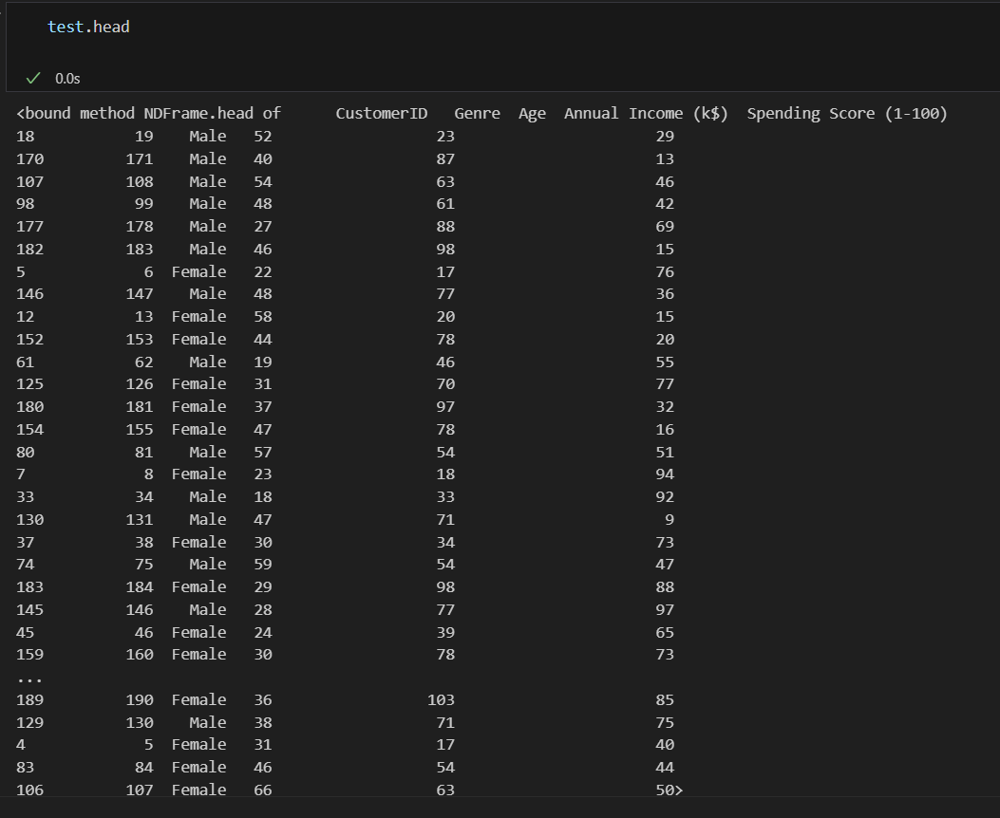 test.head
0.0s
<bound method NDFrame.head of      CustomerID   Genre  Age  Annual Income (k$)  Spending Score (1-100)
18           19    Male   52                  23                      29
170         171    Male   40                  87                      13
107         108    Male   54                  63                      46
98           99    Male   48                  61                      42
177         178    Male   27                  88                      69
182         183    Male   46                  98                      15
5             6  Female   22                  17                      76
146         147    Male   48                  77                      36
12           13  Female   58                  20                      15
152         153  Female   44                  78                      20
61           62    Male   19                  46                      55
125         126  Female   31                  70                      77
180         181  Female   37                  97                      32
154         155  Female   47                  78                      16
80           81    Male   57                  54                      51
7             8  Female   23                  18                      94
33           34    Male   18                  33                      92
130         131    Male   47                  71                       9
37           38  Female   30                  34                      73
74           75    Male   59                  54                      47
183         184  Female   29                  98                      88
145         146    Male   28                  77                      97
45           46  Female   24                  39                      65
159         160  Female   30                  78                      73
...
189         190  Female   36                 103                      85
129         130    Male   38                  71                      75
4             5  Female   31                  17                      40
83           84  Female   46                  54                      44
106         107  Female   66                  63                      50>